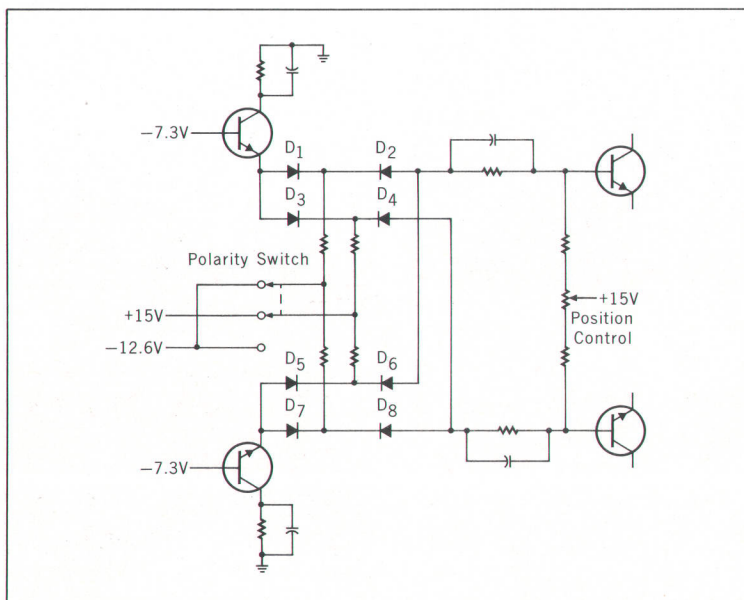 −7.3V
D1
D2
D3
D4
Polarity Switch
+15V
−12.6V
+15V
Position
Control
D5
D6
D7
D8
−7.3V